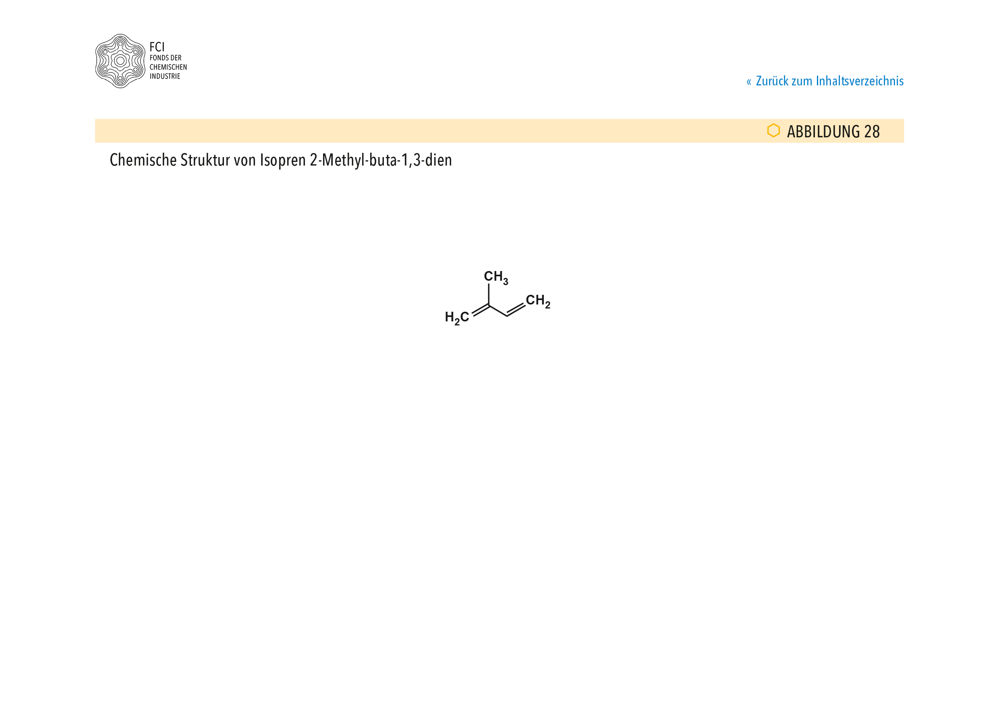 FCI
FONDS DER
CHEMISCHEN
INDUSTRIE
« Zurück zum Inhaltsverzeichnis
ABBILDUNG 28
Chemische Struktur von Isopren 2-Methyl-buta-1,3-dien
CH₃
CH₂
H₂C